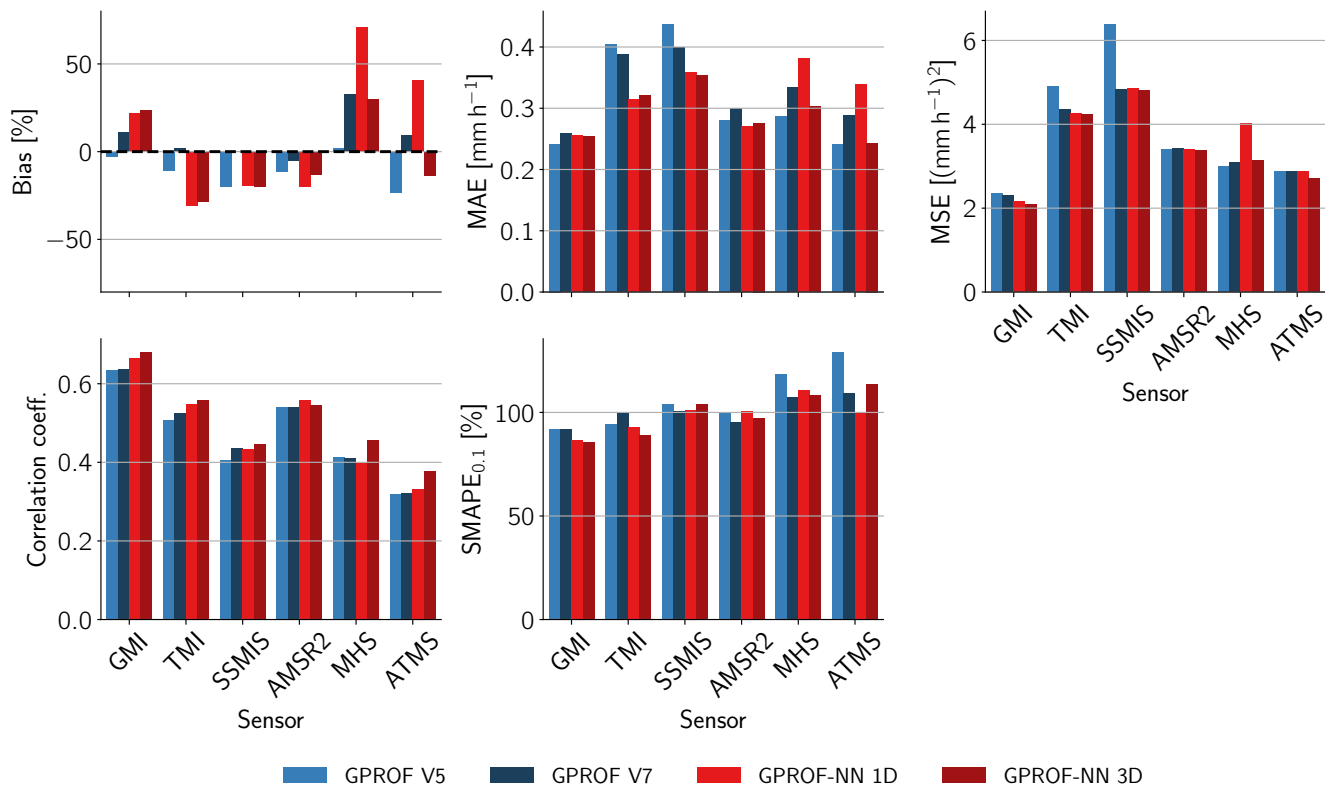 50
0
−50
Bias [%]
0.4
0.3
0.2
0.1
0.0
MAE [mm h⁻¹]
6
4
2
0
MSE [(mm h⁻¹)²]
GMI
TMI
SSMIS
AMSR2
MHS
ATMS
Sensor
0.6
0.4
0.2
0.0
Correlation coeff.
GMI
TMI
SSMIS
AMSR2
MHS
ATMS
Sensor
100
50
0
SMAPE₀.₁ [%]
GMI
TMI
SSMIS
AMSR2
MHS
ATMS
Sensor
GPROF V5
GPROF V7
GPROF-NN 1D
GPROF-NN 3D